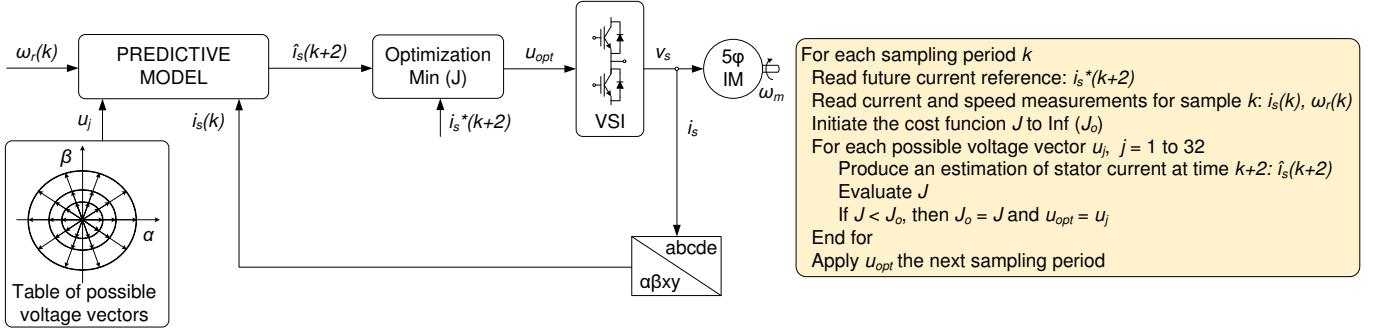 ωr(k)
PREDICTIVE
MODEL
îs(k+2)
Optimization
Min (J)
uopt
VSI
vs
5φ
IM
ωm
uj
is(k)
is*(k+2)
is
β
α
Table of possible
voltage vectors
abcde
αβxy
For each sampling period k
Read future current reference: is*(k+2)
Read current and speed measurements for sample k: is(k), ωr(k)
Initiate the cost funcion J to Inf (Jo)
For each possible voltage vector uj, j = 1 to 32
Produce an estimation of stator current at time k+2: îs(k+2)
Evaluate J
If J < Jo, then Jo = J and uopt = uj
End for
Apply uopt the next sampling period